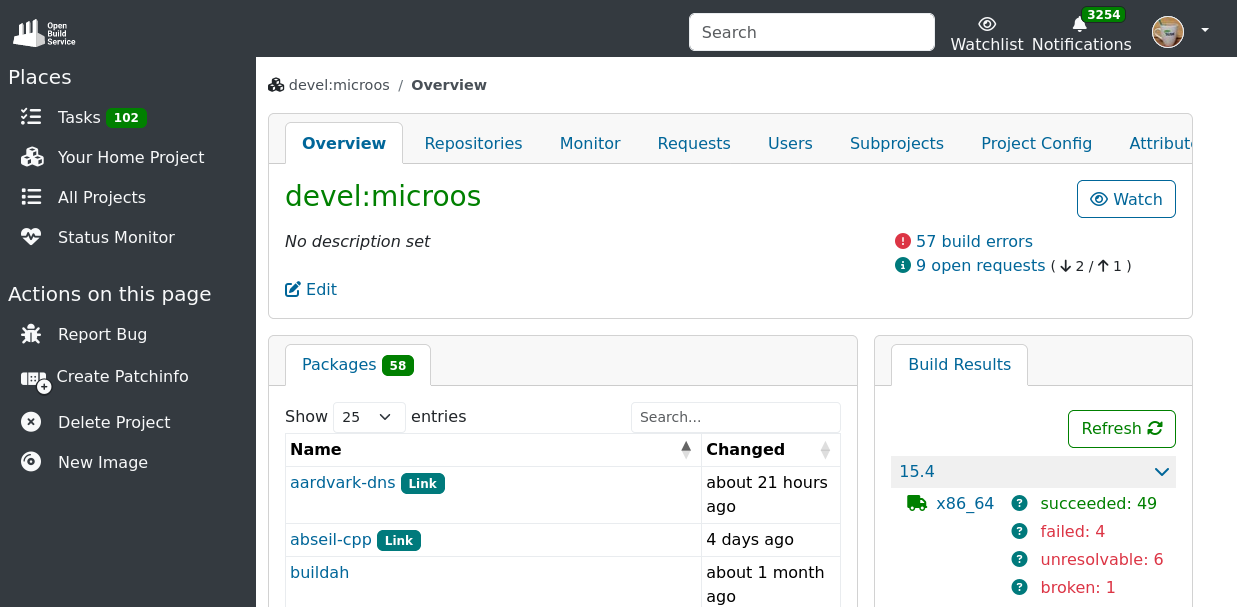 Open
Build
Service
Search
Watchlist
3254
Notifications
Places
Tasks 102
Your Home Project
All Projects
Status Monitor
Actions on this page
Report Bug
Create Patchinfo
Delete Project
New Image
devel:microos / Overview
Overview Repositories Monitor Requests Users Subprojects Project Config Attribut
devel:microos
Watch
No description set
57 build errors
9 open requests ( 2 / 1 )
Edit
Packages 58
Show 25 entries
Search...
Name Changed
aardvark-dns Link about 21 hours
ago
abseil-cpp Link 4 days ago
buildah about 1 month
ago
Build Results
Refresh
15.4
x86_64 ? succeeded: 49
? failed: 4
? unresolvable: 6
? broken: 1